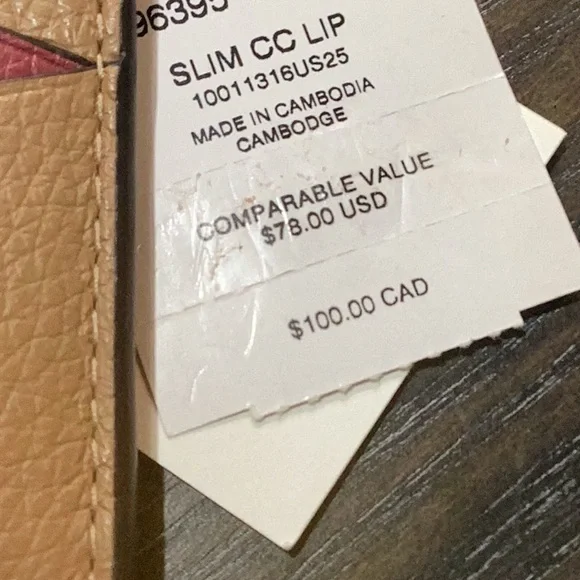 96395
SLIM CC LIP
10011316US25
MADE IN CAMBODIA
CAMBODGE
COMPARABLE VALUE
$78.00 USD
$100.00 CAD